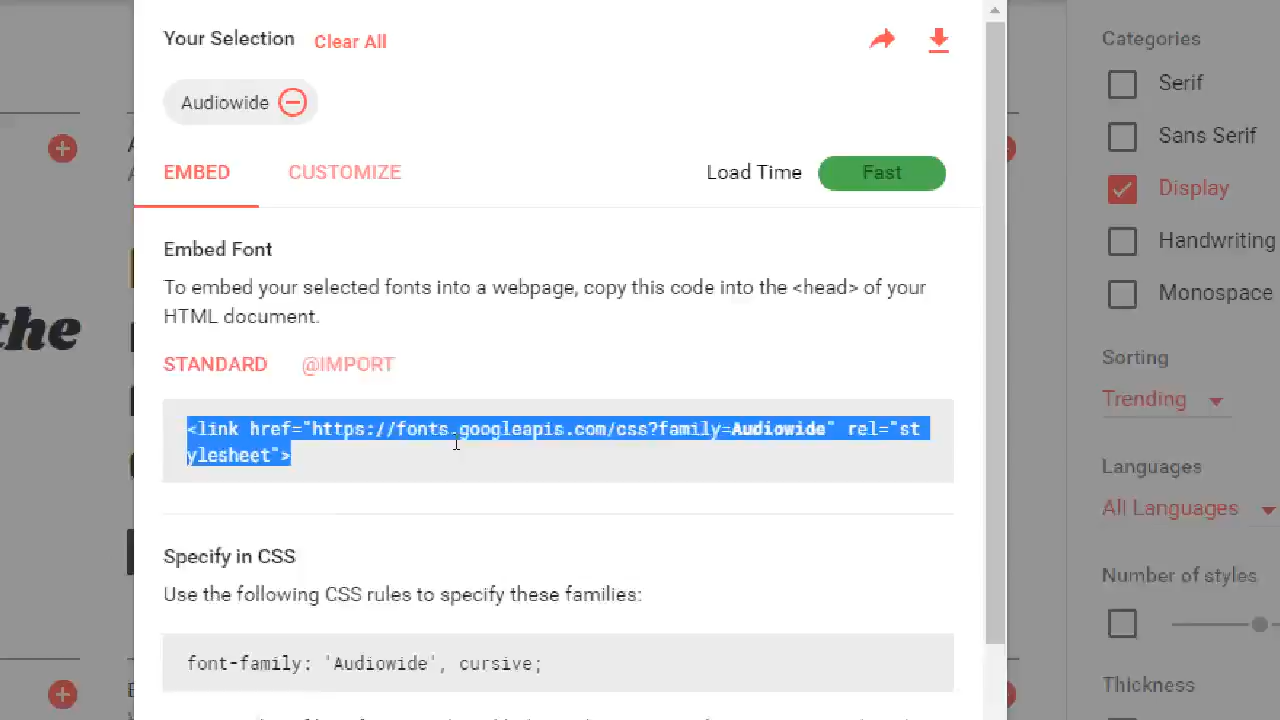 Your Selection Clear All
Audiowide
EMBED CUSTOMIZE Load Time Fast
Embed Font
To embed your selected fonts into a webpage, copy this code into the <head> of your
HTML document.
STANDARD @IMPORT
<link href="https://fonts.googleapis.com/css?family=Audiowide" rel="st
ylesheet">
Specify in CSS
Use the following CSS rules to specify these families:
font-family: 'Audiowide', cursive;
the
Categories
Serif
Sans Serif
Display
Handwriting
Monospace
Sorting
Trending
Languages
All Languages
Number of styles
Thickness